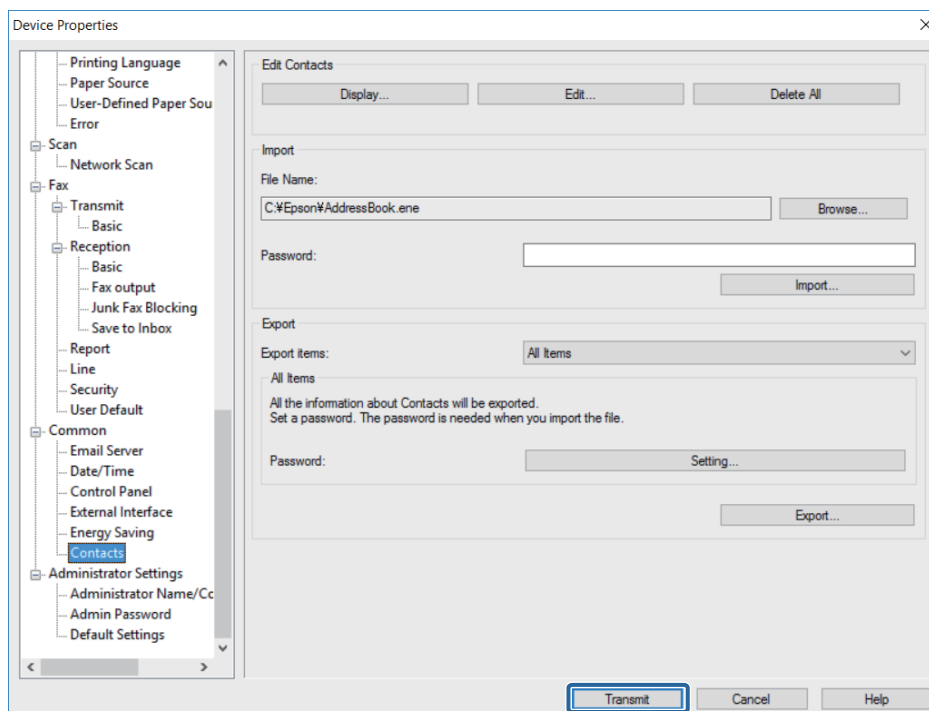 Device Properties
Printing Language
Paper Source
User-Defined Paper Sou
Error
Scan
Network Scan
Fax
Transmit
Basic
Reception
Basic
Fax output
Junk Fax Blocking
Save to Inbox
Report
Line
Security
User Default
Common
Email Server
Date/Time
Control Panel
External Interface
Energy Saving
Contacts
Administrator Settings
Administrator Name/Cc
Admin Password
Default Settings
Edit Contacts
Display... Edit... Delete All
Import
File Name:
C:¥Epson¥AddressBook.ene Browse...
Password:
Import...
Export
Export items: All Items
All Items
All the information about Contacts will be exported.
Set a password. The password is needed when you import the file.
Password: Setting...
Export...
Transmit Cancel Help